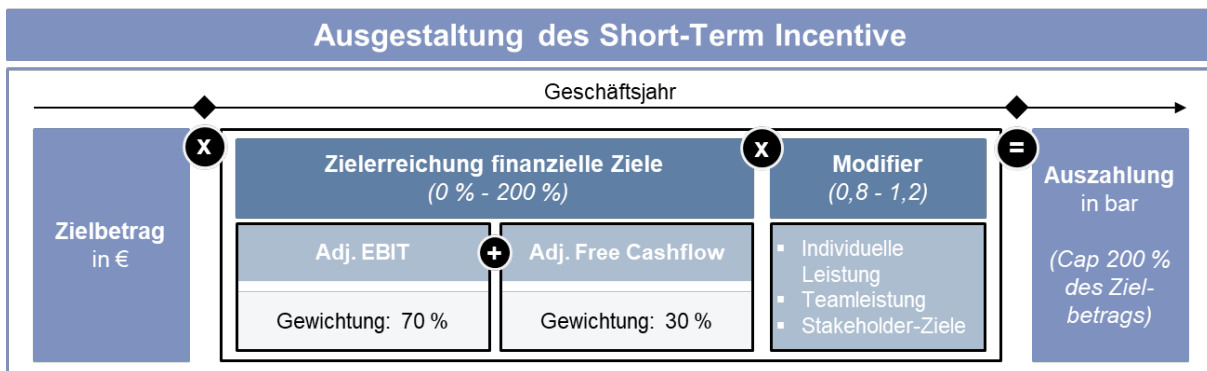 Ausgestaltung des Short-Term Incentive
Geschäftsjahr
Zielbetrag
in €
x
Zielerreichung finanzielle Ziele
(0 % - 200 %)
Adj. EBIT
Gewichtung: 70 %
+
Adj. Free Cashflow
Gewichtung: 30 %
x
Modifier
(0,8 - 1,2)
▪ Individuelle
Leistung
▪ Teamleistung
▪ Stakeholder-Ziele
=
Auszahlung
in bar
(Cap 200 %
des Ziel-
betrags)